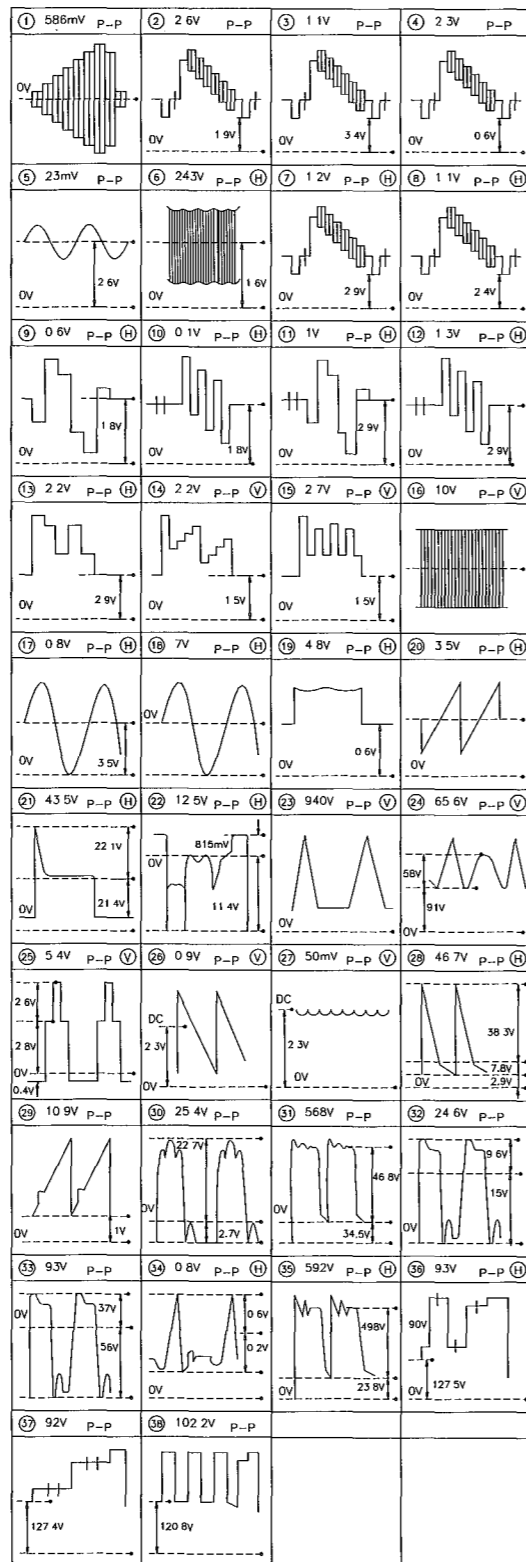 ① 586mV P–P
0V
② 2 6V P–P
0V
1 9V
③ 1 1V P–P
0V
3 4V
④ 2 3V P–P
0V
0 6V
⑤ 23mV P–P
0V
2 6V
⑥ 243V P–P Ⓗ
0V
1 6V
⑦ 1 2V P–P Ⓗ
0V
2 9V
⑧ 1 1V P–P Ⓗ
0V
2 4V
⑨ 0 6V P–P Ⓗ
0V
1 8V
⑩ 0 1V P–P Ⓗ
0V
1 8V
⑪ 1V P–P Ⓗ
0V
2 9V
⑫ 1 3V P–P Ⓗ
0V
2 9V
⑬ 2 2V P–P Ⓗ
0V
2 9V
⑭ 2 2V P–P Ⓥ
0V
1 5V
⑮ 2 7V P–P Ⓥ
0V
1 5V
⑯ 10V P–P Ⓥ
0V
⑰ 0 8V P–P Ⓗ
0V
3 5V
⑱ 7V P–P Ⓗ
0V
⑲ 4 8V P–P Ⓗ
0V
0 6V
⑳ 3 5V P–P Ⓗ
0V
㉑ 43 5V P–P Ⓗ
22 1V
21 4V
0V
㉒ 12 5V P–P Ⓗ
815mV
0V
11 4V
㉓ 940V P–P Ⓥ
0V
㉔ 65 6V P–P Ⓥ
58V
91V
0V
㉕ 5 4V P–P Ⓥ
2 6V
2 8V
0V
0.4V
㉖ 0 9V P–P Ⓥ
DC
2 3V
0V
㉗ 50mV P–P Ⓥ
DC
2 3V
0V
㉘ 46 7V P–P Ⓗ
38 3V
7.8V
0V
2.9V
㉙ 10 9V P–P Ⓗ
0V
1V
㉚ 25 4V P–P Ⓗ
22 7V
0V
2.7V
㉛ 568V P–P Ⓗ
46 8V
0V
34.5V
㉜ 24 6V P–P Ⓗ
9 6V
15V
0V
㉝ 93V P–P Ⓗ
0V
37V
56V
㉞ 0 8V P–P Ⓗ
0 6V
0 2V
0V
㉟ 592V P–P Ⓗ
498V
0V
23 8V
㊱ 93V P–P Ⓗ
90V
0V
127 5V
㊲ 92V P–P
127 4V
㊳ 102 2V P–P
120 8V